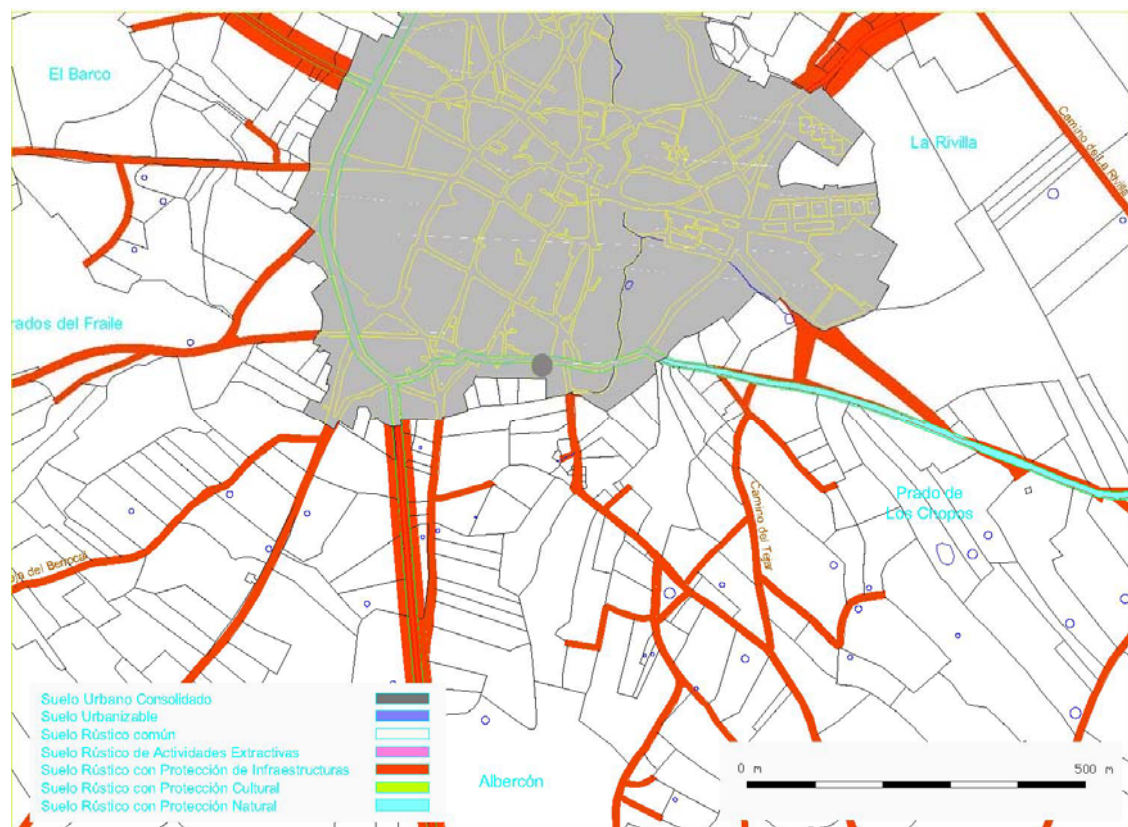 El Barco
La Rivilla
Camino de La Rivilla
rados del Fraile
Prado de
Los Chopos
Camino del Tejar
del Berrocal
Suelo Urbano Consolidado
Suelo Urbanizable
Suelo Rústico común
Suelo Rústico de Actividades Extractivas
Suelo Rústico con Protección de Infraestructuras
Suelo Rústico con Protección Cultural
Suelo Rústico con Protección Natural
Albercón
0 m 500 m